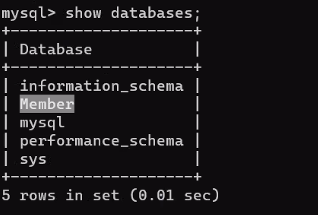 mysql> show databases;
+--------------------+
| Database           |
+--------------------+
| information_schema |
| Member             |
| mysql              |
| performance_schema |
| sys                |
+--------------------+
5 rows in set (0.01 sec)